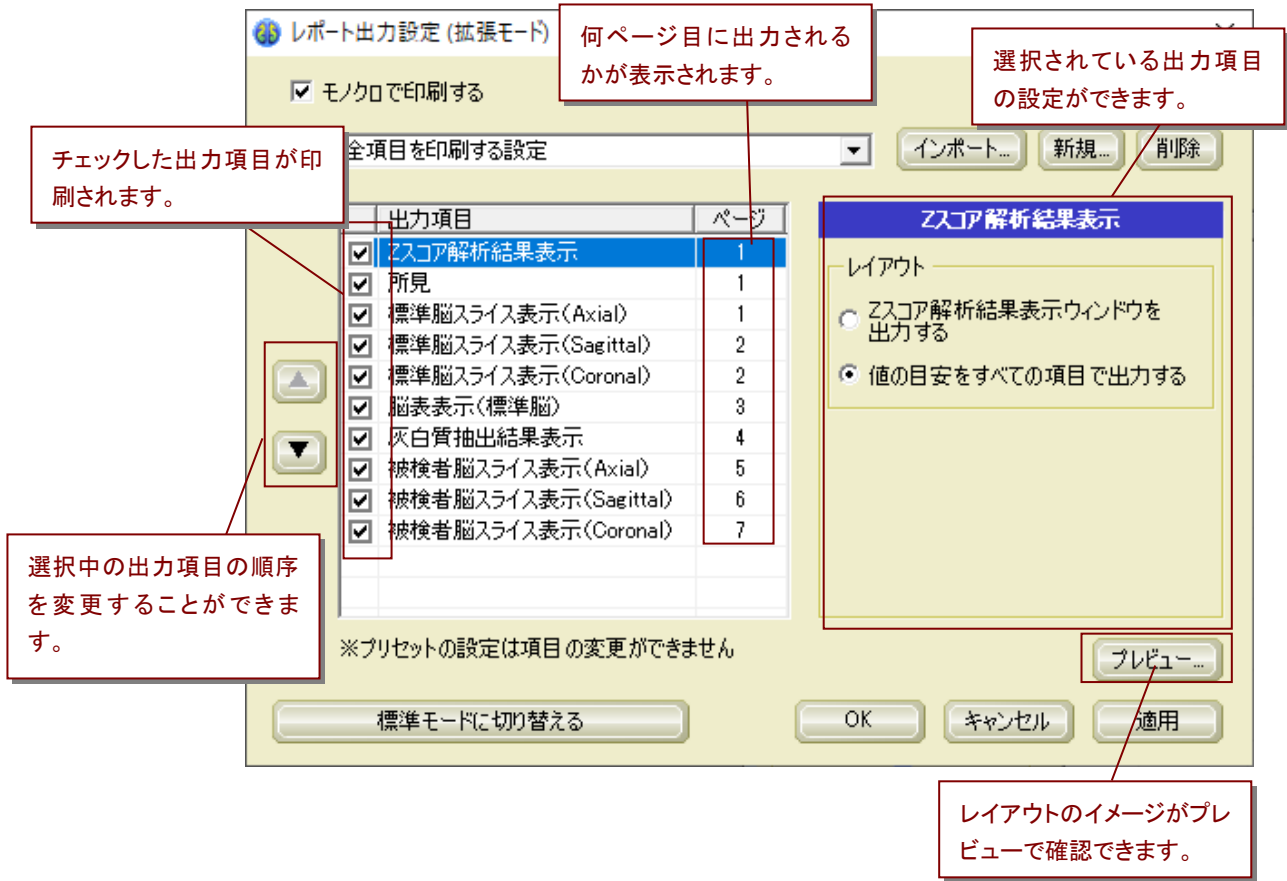 レポート出力設定 (拡張モード)
何ページ目に出力される
かが表示されます。
選択されている出力項目
の設定ができます。
モノクロで印刷する
チェックした出力項目が印
刷されます。
全項目を印刷する設定
インポート...
新規...
削除
出力項目 ページ
Zスコア解析結果表示 1
所見 1
標準脳スライス表示(Axial) 1
標準脳スライス表示(Sagittal) 2
標準脳スライス表示(Coronal) 2
脳表表示(標準脳) 3
灰白質抽出結果表示 4
被検者脳スライス表示(Axial) 5
被検者脳スライス表示(Sagittal) 6
被検者脳スライス表示(Coronal) 7
Zスコア解析結果表示
レイアウト
Zスコア解析結果表示ウィンドウを
出力する
値の目安をすべての項目で出力する
選択中の出力項目の順序
を変更することができま
す。
※プリセットの設定は項目の変更ができません
プレビュー...
標準モードに切り替える
OK
キャンセル
適用
レイアウトのイメージがプレ
ビューで確認できます。